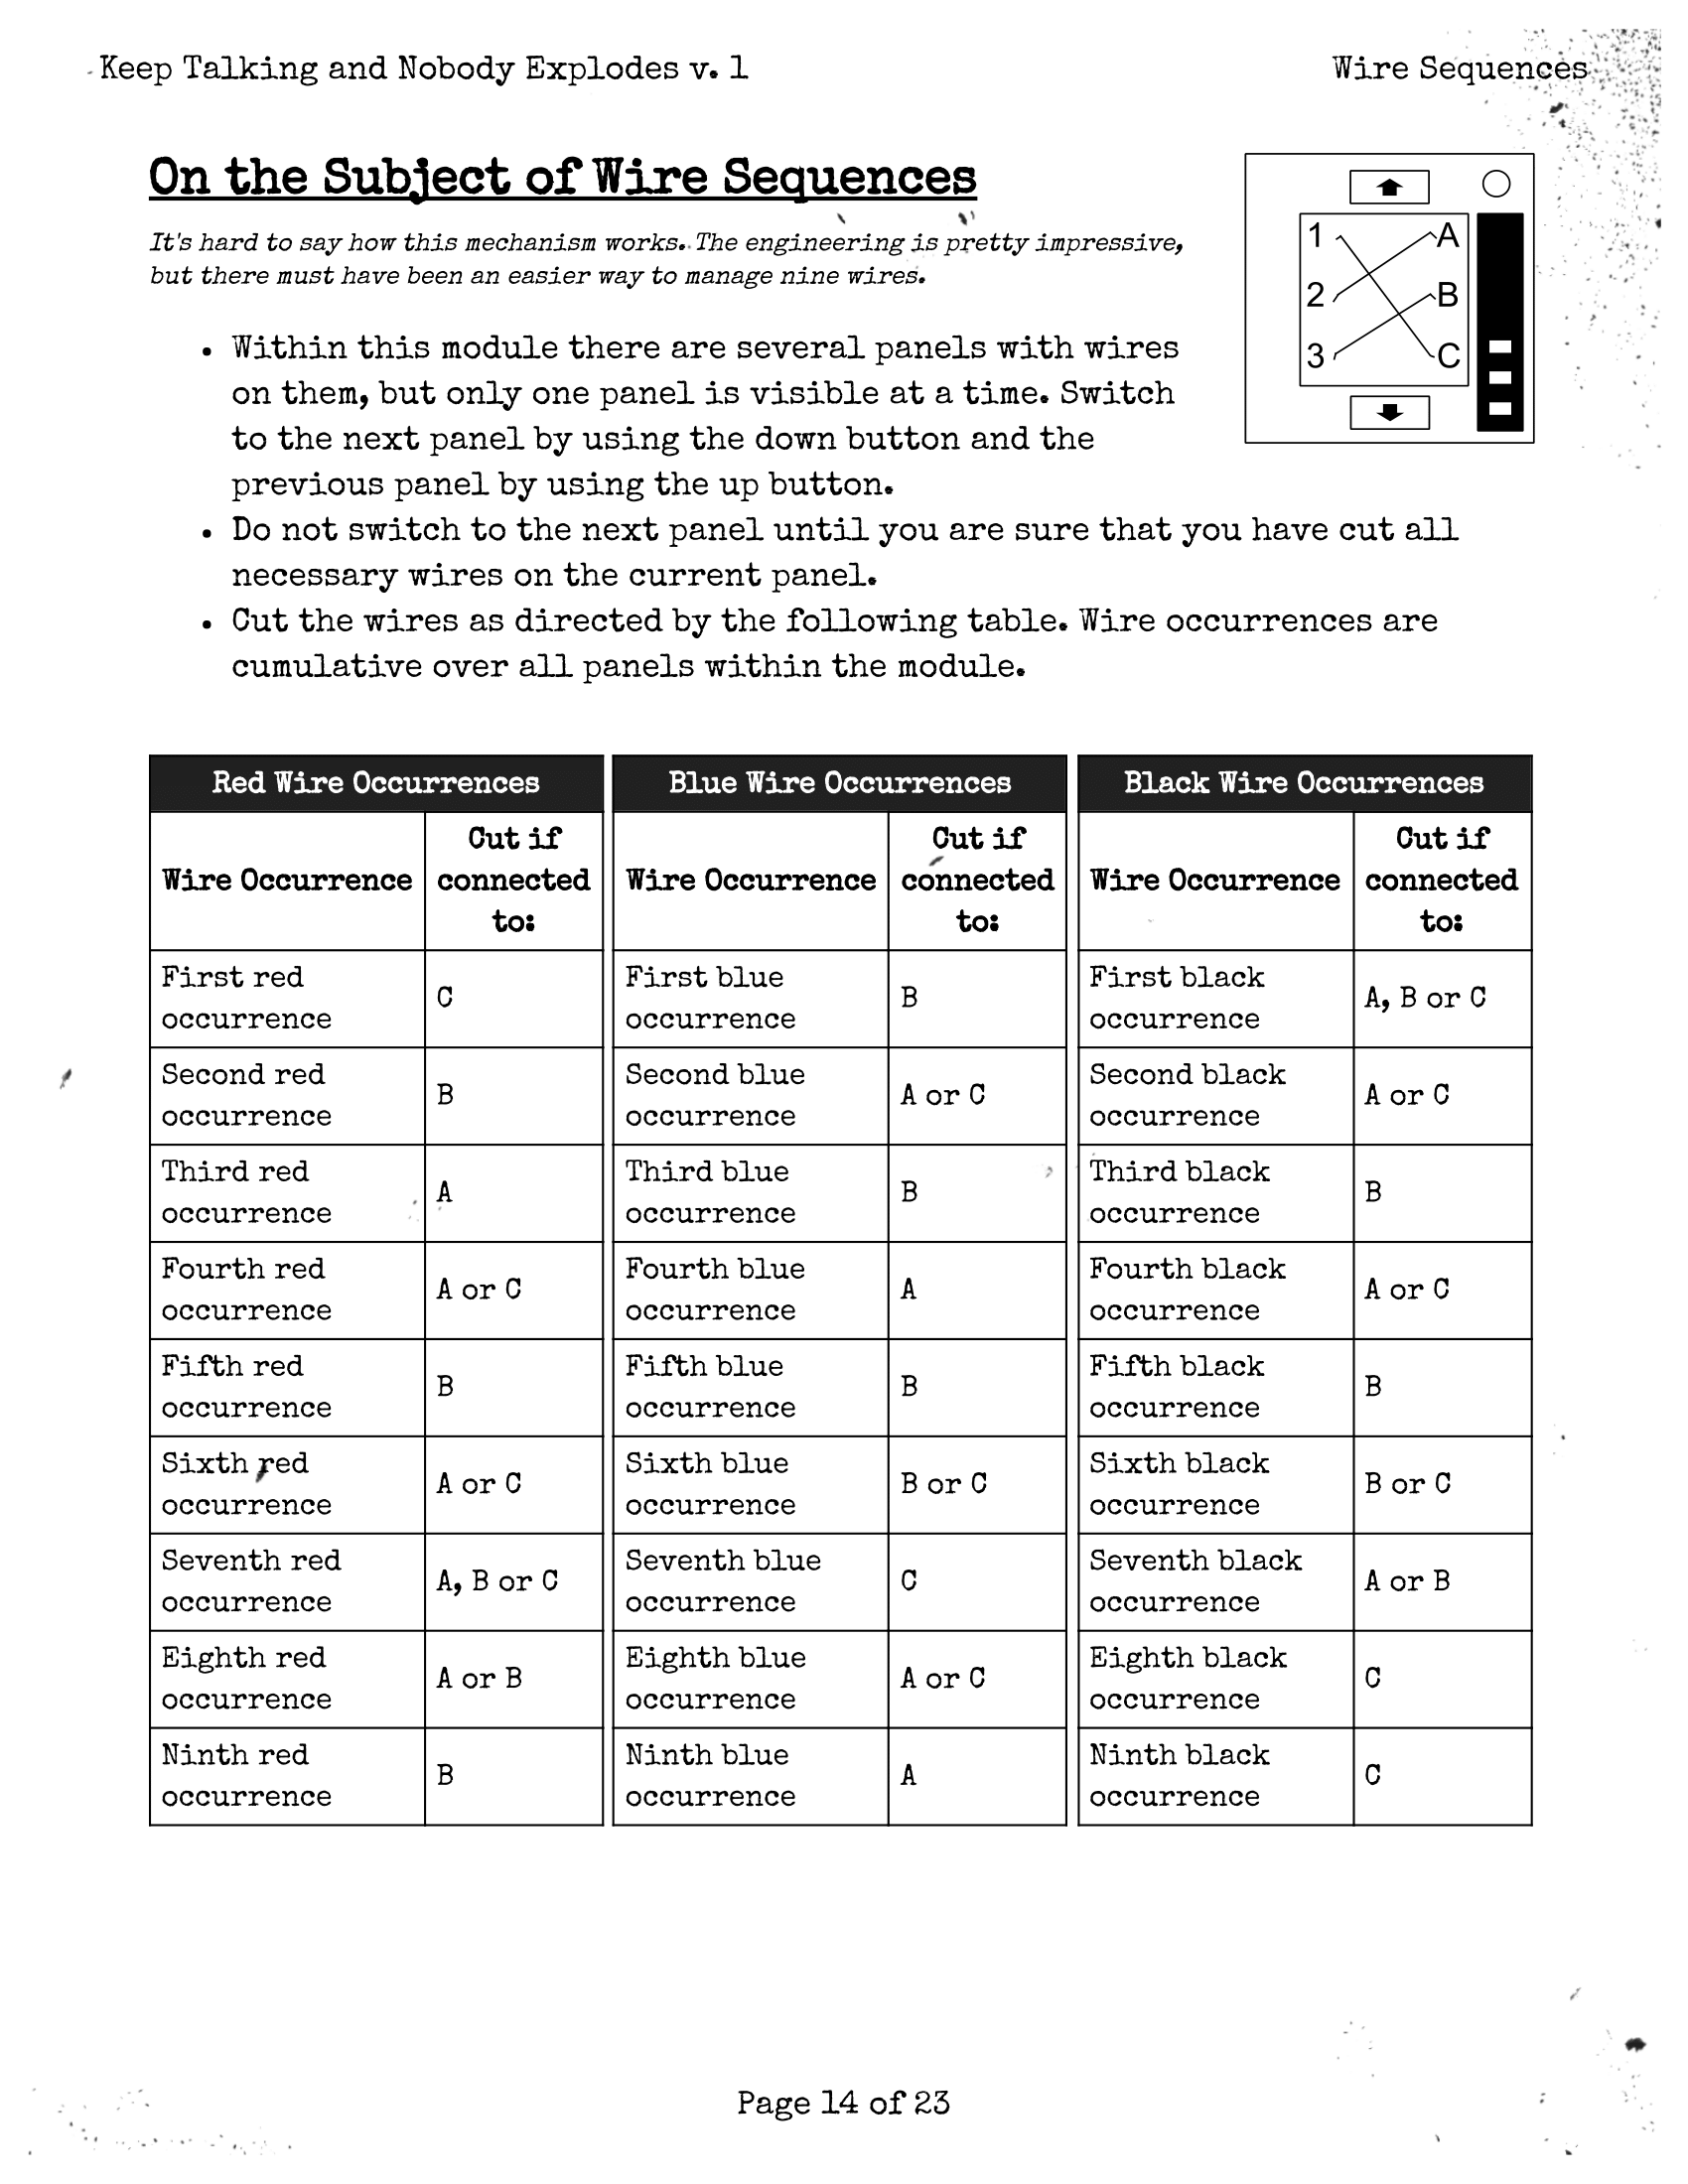 Keep Talking and Nobody Explodes v. 1
Wire Sequences
On the Subject of Wire Sequences
It's hard to say how this mechanism works. The engineering is pretty impressive,
but there must have been an easier way to manage nine wires.
1 A
2 B
3 C
• Within this module there are several panels with wires
on them, but only one panel is visible at a time. Switch
to the next panel by using the down button and the
previous panel by using the up button.
• Do not switch to the next panel until you are sure that you have cut all
necessary wires on the current panel.
• Cut the wires as directed by the following table. Wire occurrences are
cumulative over all panels within the module.
Red Wire Occurrences
Wire Occurrence
Cut if
connected
to:
First red
occurrence
C
Second red
occurrence
B
Third red
occurrence
A
Fourth red
occurrence
A or C
Fifth red
occurrence
B
Sixth red
occurrence
A or C
Seventh red
occurrence
A, B or C
Eighth red
occurrence
A or B
Ninth red
occurrence
B
Blue Wire Occurrences
Wire Occurrence
Cut if
connected
to:
First blue
occurrence
B
Second blue
occurrence
A or C
Third blue
occurrence
B
Fourth blue
occurrence
A
Fifth blue
occurrence
B
Sixth blue
occurrence
B or C
Seventh blue
occurrence
C
Eighth blue
occurrence
A or C
Ninth blue
occurrence
A
Black Wire Occurrences
Wire Occurrence
Cut if
connected
to:
First black
occurrence
A, B or C
Second black
occurrence
A or C
Third black
occurrence
B
Fourth black
occurrence
A or C
Fifth black
occurrence
B
Sixth black
occurrence
B or C
Seventh black
occurrence
A or B
Eighth black
occurrence
C
Ninth black
occurrence
C
Page 14 of 23